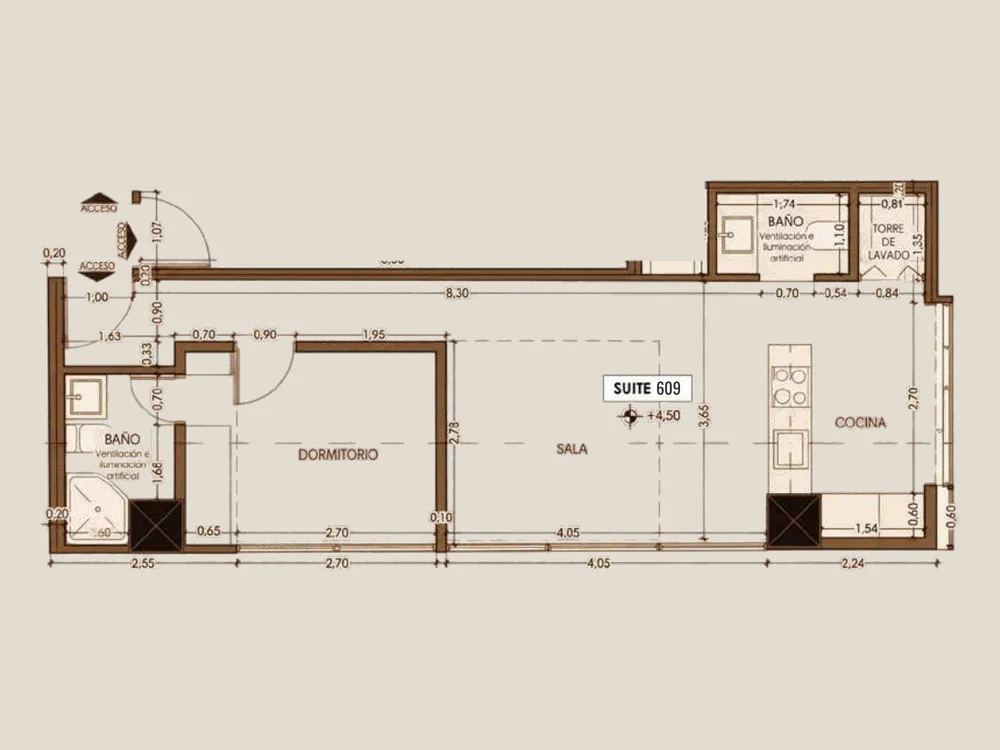 ACCESO
ACCESO
ACCESO
0,20
1,00
1,07
0,20
0,90
1,63
0,33
0,70
0,90
1,95
8,30
1,74
BAÑO
Ventilación e
iluminación
artificial
1,10
0,20
0,81
TORRE
DE
LAVADO
1,35
0,70
0,54
0,84
SUITE 609
+4,50
3,65
2,70
COCINA
SALA
2,78
DORMITORIO
0,70
BAÑO
Ventilación e
iluminación
artificial
1,68
0,20
0,65
2,70
0,10
4,05
1,54
0,60
0,60
2,55
2,70
4,05
2,24